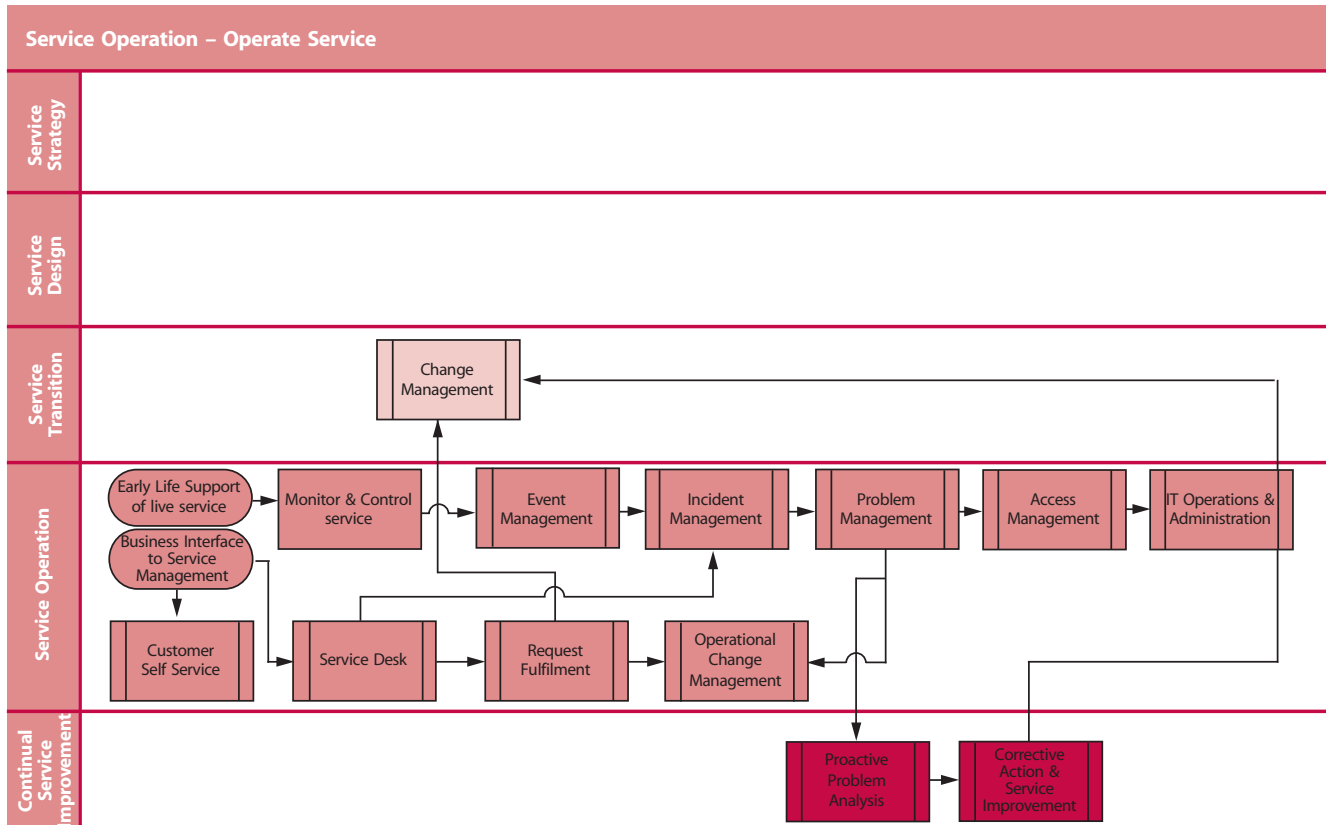 Service Operation – Operate Service
Service
Strategy
Service
Design
Service
Transition
Change
Management
Service Operation
Early Life Support
of live service
Monitor & Control
service
Event
Management
Incident
Management
Problem
Management
Access
Management
IT Operations &
Administration
Business Interface
to Service
Management
Customer
Self Service
Service Desk
Request
Fulfilment
Operational
Change
Management
Continual
Service
Improvement
Proactive
Problem
Analysis
Corrective
Action &
Service
Improvement